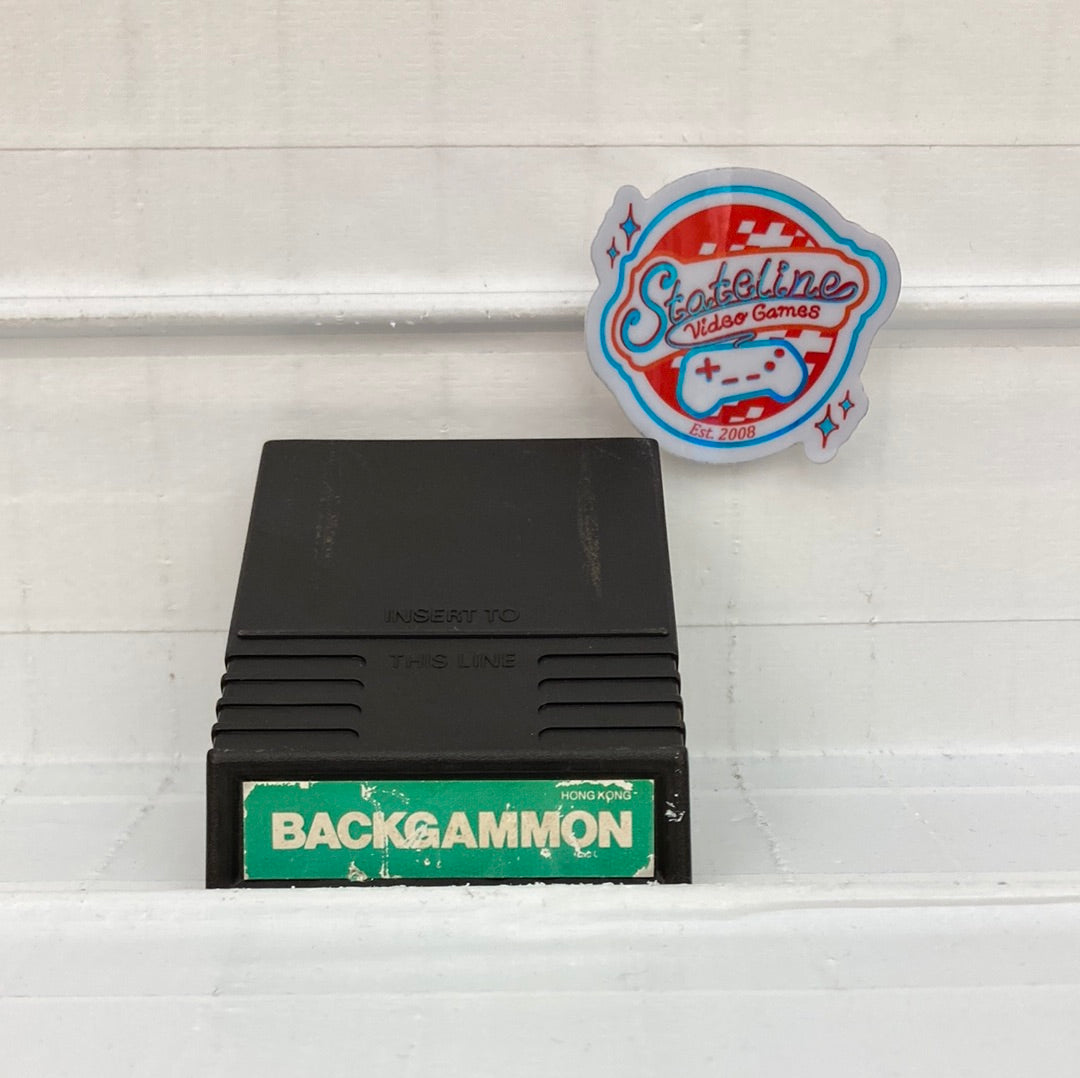 Stateline
Video Games
Est. 2008
INSERT TO
THIS LINE
HONG KONG
BACKGAMMON